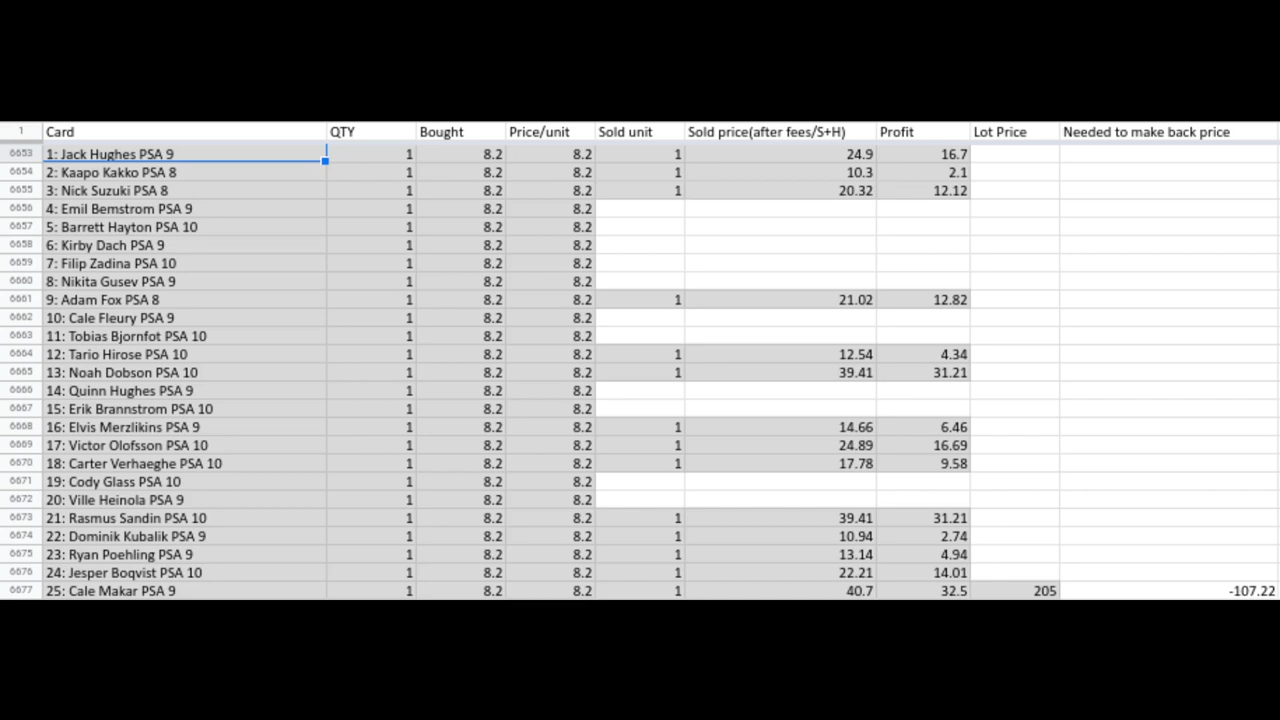 1 Card QTY Bought Price/unit Sold unit Sold price(after fees/S+H) Profit Lot Price Needed to make back price
6653 1: Jack Hughes PSA 9 1 8.2 8.2 1 24.9 16.7
6654 2: Kaapo Kakko PSA 8 1 8.2 8.2 1 10.3 2.1
6655 3: Nick Suzuki PSA 8 1 8.2 8.2 1 20.32 12.12
6656 4: Emil Bemstrom PSA 9 1 8.2 8.2
6657 5: Barrett Hayton PSA 10 1 8.2 8.2
6658 6: Kirby Dach PSA 9 1 8.2 8.2
6659 7: Filip Zadina PSA 10 1 8.2 8.2
6660 8: Nikita Gusev PSA 9 1 8.2 8.2
6661 9: Adam Fox PSA 8 1 8.2 8.2 1 21.02 12.82
6662 10: Cale Fleury PSA 9 1 8.2 8.2
6663 11: Tobias Bjornfot PSA 10 1 8.2 8.2
6664 12: Tario Hirose PSA 10 1 8.2 8.2 1 12.54 4.34
6665 13: Noah Dobson PSA 10 1 8.2 8.2 1 39.41 31.21
6666 14: Quinn Hughes PSA 9 1 8.2 8.2
6667 15: Erik Brannstrom PSA 10 1 8.2 8.2
6668 16: Elvis Merzlikins PSA 9 1 8.2 8.2 1 14.66 6.46
6669 17: Victor Olofsson PSA 10 1 8.2 8.2 1 24.89 16.69
6670 18: Carter Verhaeghe PSA 10 1 8.2 8.2 1 17.78 9.58
6671 19: Cody Glass PSA 10 1 8.2 8.2
6672 20: Ville Heinola PSA 9 1 8.2 8.2
6673 21: Rasmus Sandin PSA 10 1 8.2 8.2 1 39.41 31.21
6674 22: Dominik Kubalik PSA 9 1 8.2 8.2 1 10.94 2.74
6675 23: Ryan Poehling PSA 9 1 8.2 8.2 1 13.14 4.94
6676 24: Jesper Boqvist PSA 10 1 8.2 8.2 1 22.21 14.01
6677 25: Cale Makar PSA 9 1 8.2 8.2 1 40.7 32.5 205 -107.22